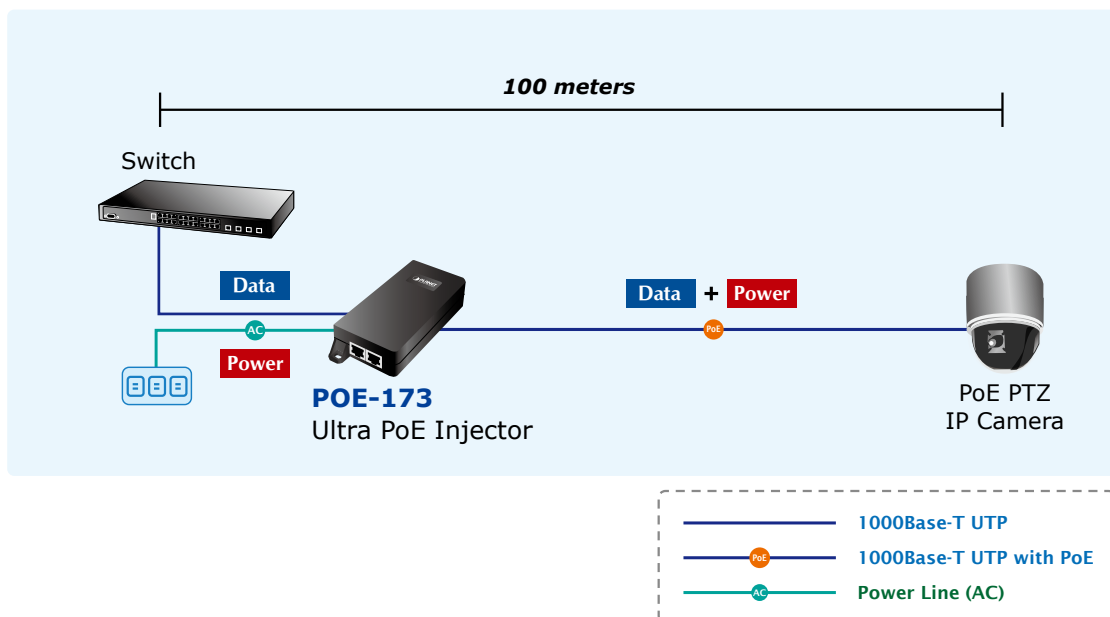 100 meters
Switch
Data
AC
Power
PLANET
Data + Power
PoE
POE-173
Ultra PoE Injector
PoE PTZ
IP Camera
1000Base-T UTP
PoE
1000Base-T UTP with PoE
AC
Power Line (AC)